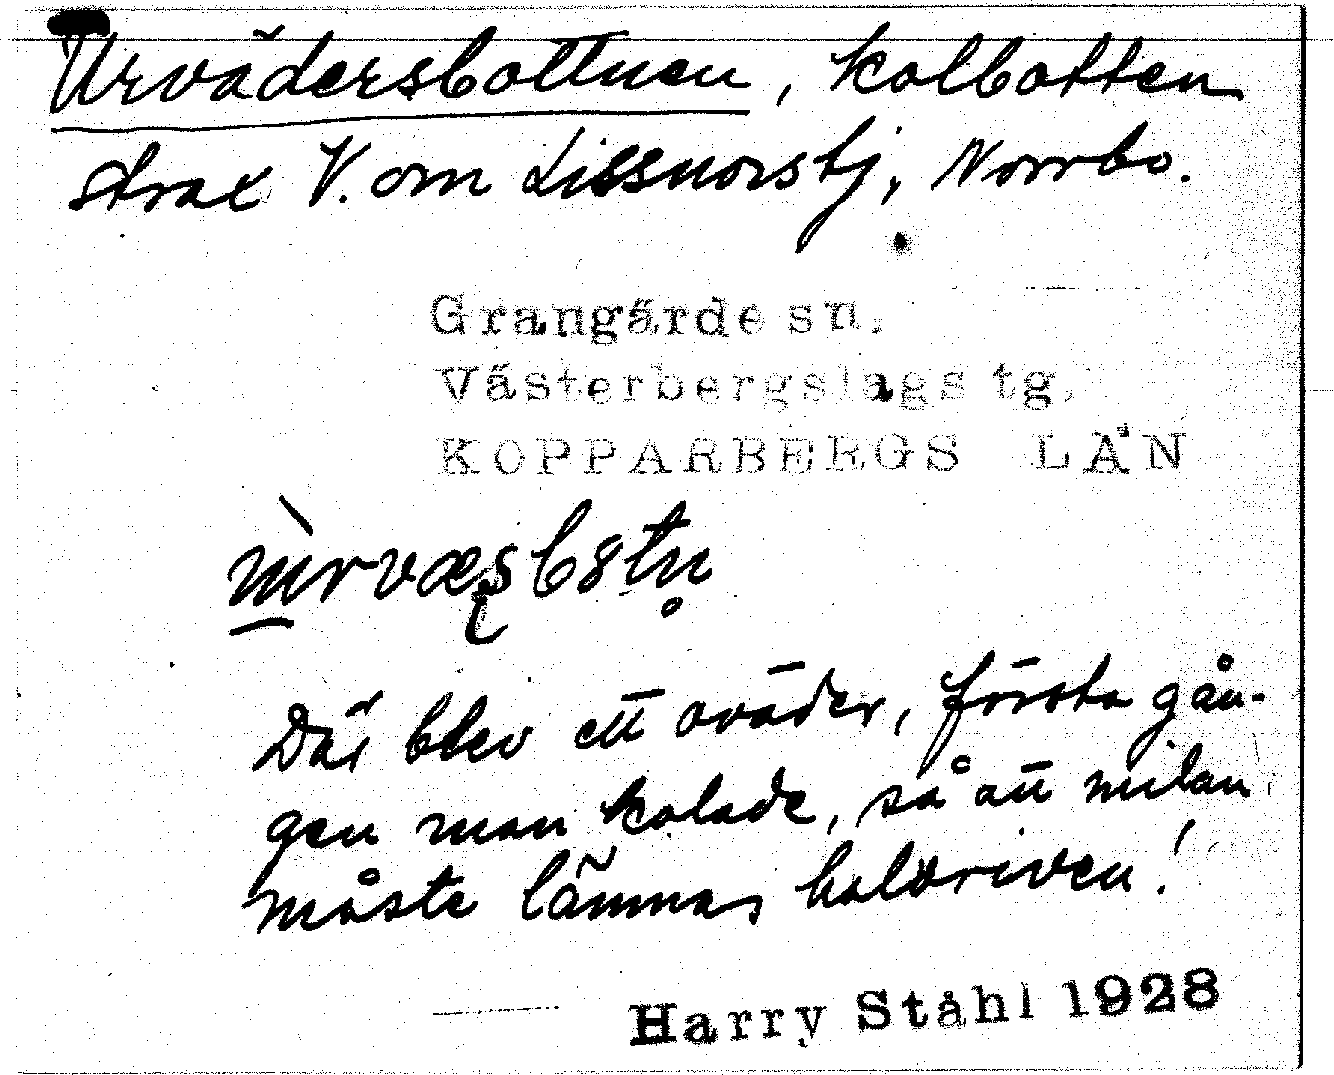 Urvädersbottnen, kolbotten
strax V. om Lissnorstj, Norrbo.
Grangärde sn.
Västerbergslags tg.
KOPPARBERGS LÄN
Där blev ett oväder, första gån-
gen man kolade, så att milan
måste lämnas halvriven!
Harry Ståhl 1928